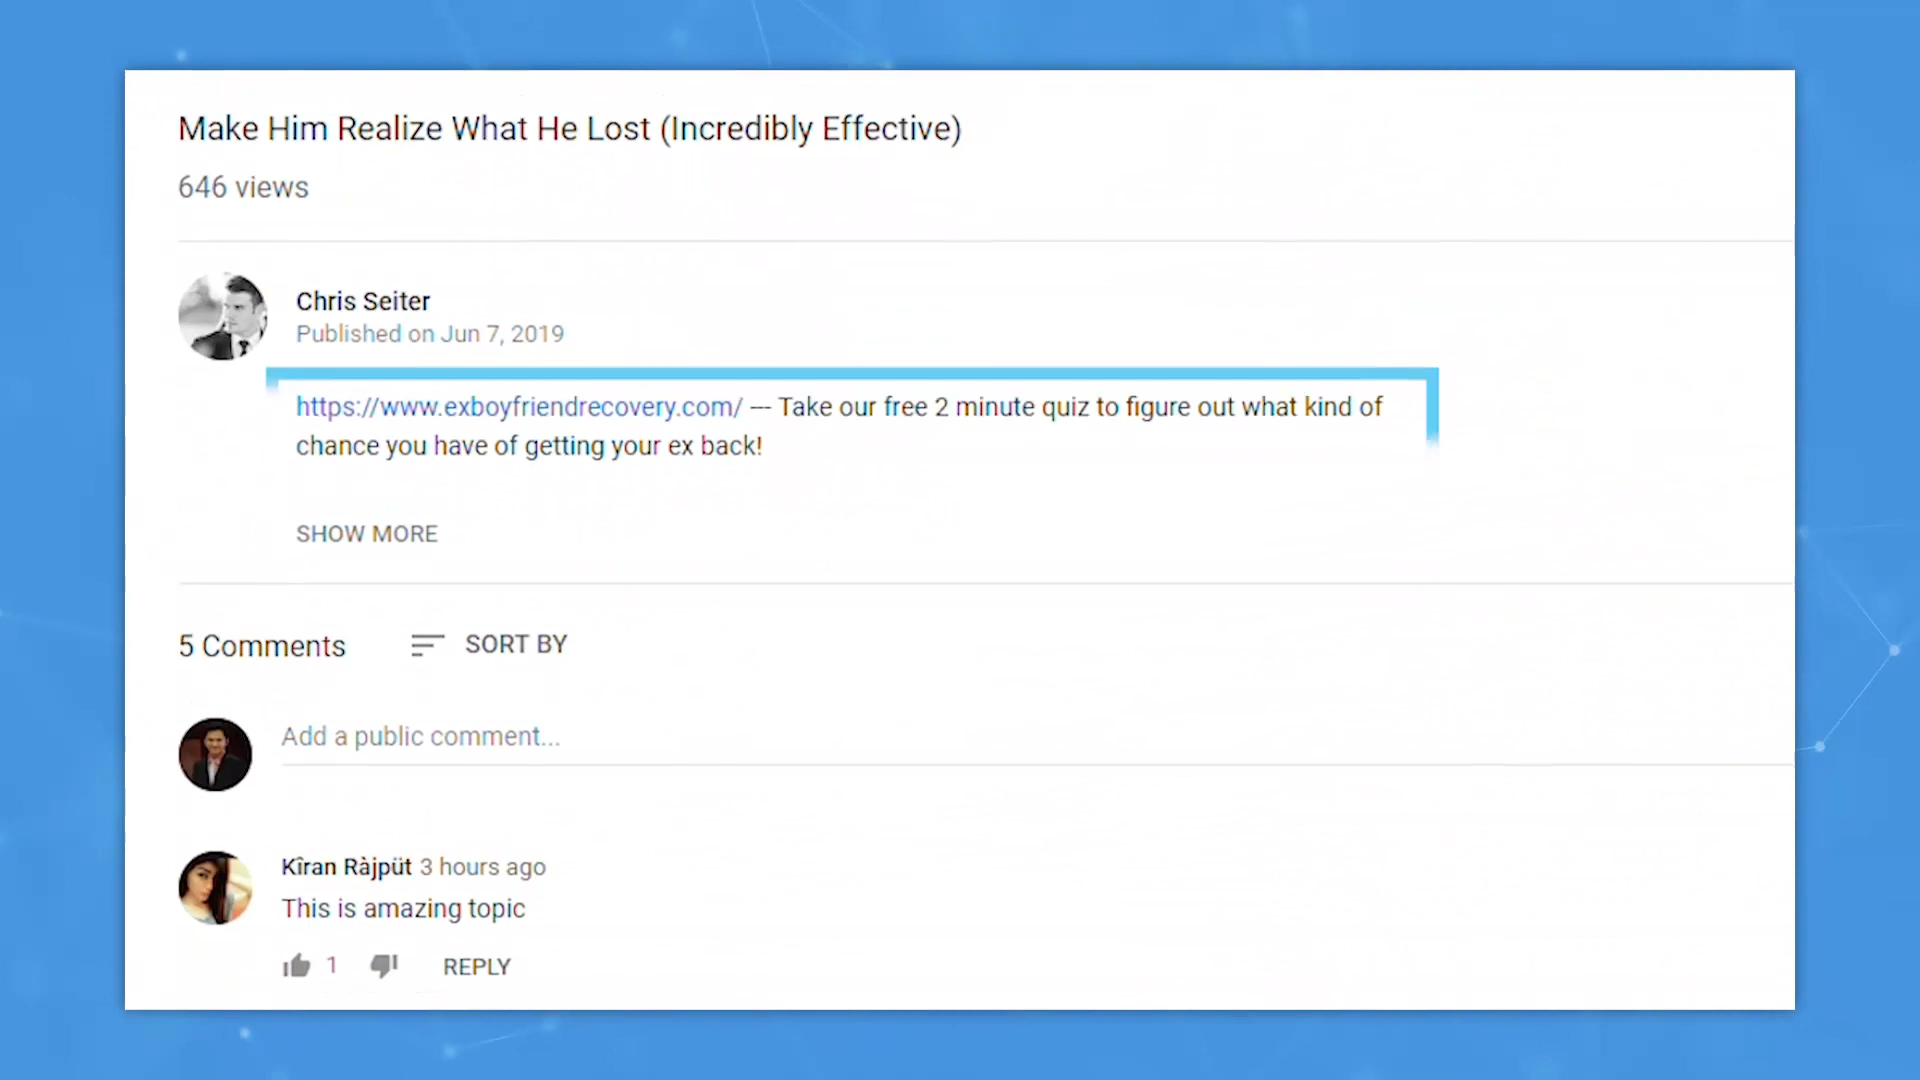 Make Him Realize What He Lost (Incredibly Effective)
646 views
Chris Seiter
Published on Jun 7, 2019
https://www.exboyfriendrecovery.com/ –– Take our free 2 minute quiz to figure out what kind of
chance you have of getting your ex back!
SHOW MORE
5 Comments SORT BY
Add a public comment...
Kîran Ràjpüt 3 hours ago
This is amazing topic
1 REPLY